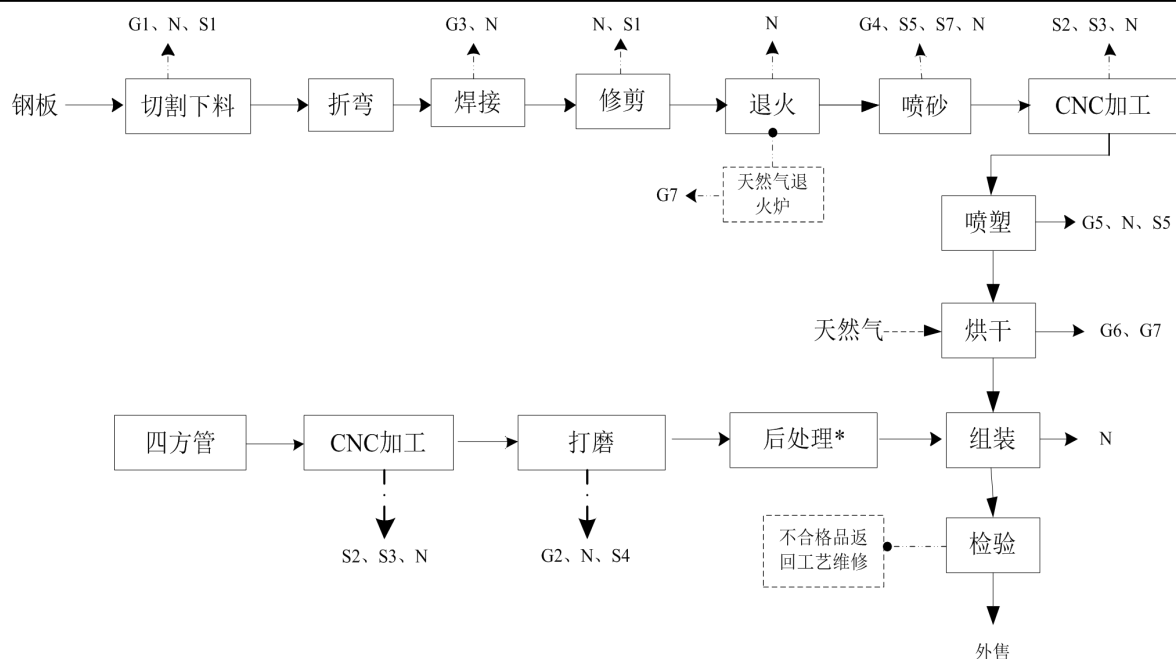 G1、N、S1
G3、N
N、S1
N
G4、S5、S7、N
S2、S3、N
钢板
切割下料
折弯
焊接
修剪
退火
喷砂
CNC加工
G7
天然气退
火炉
喷塑
G5、N、S5
天然气
烘干
G6、G7
四方管
CNC加工
打磨
后处理*
组装
N
S2、S3、N
G2、N、S4
不合格品返
回工艺维修
检验
外售